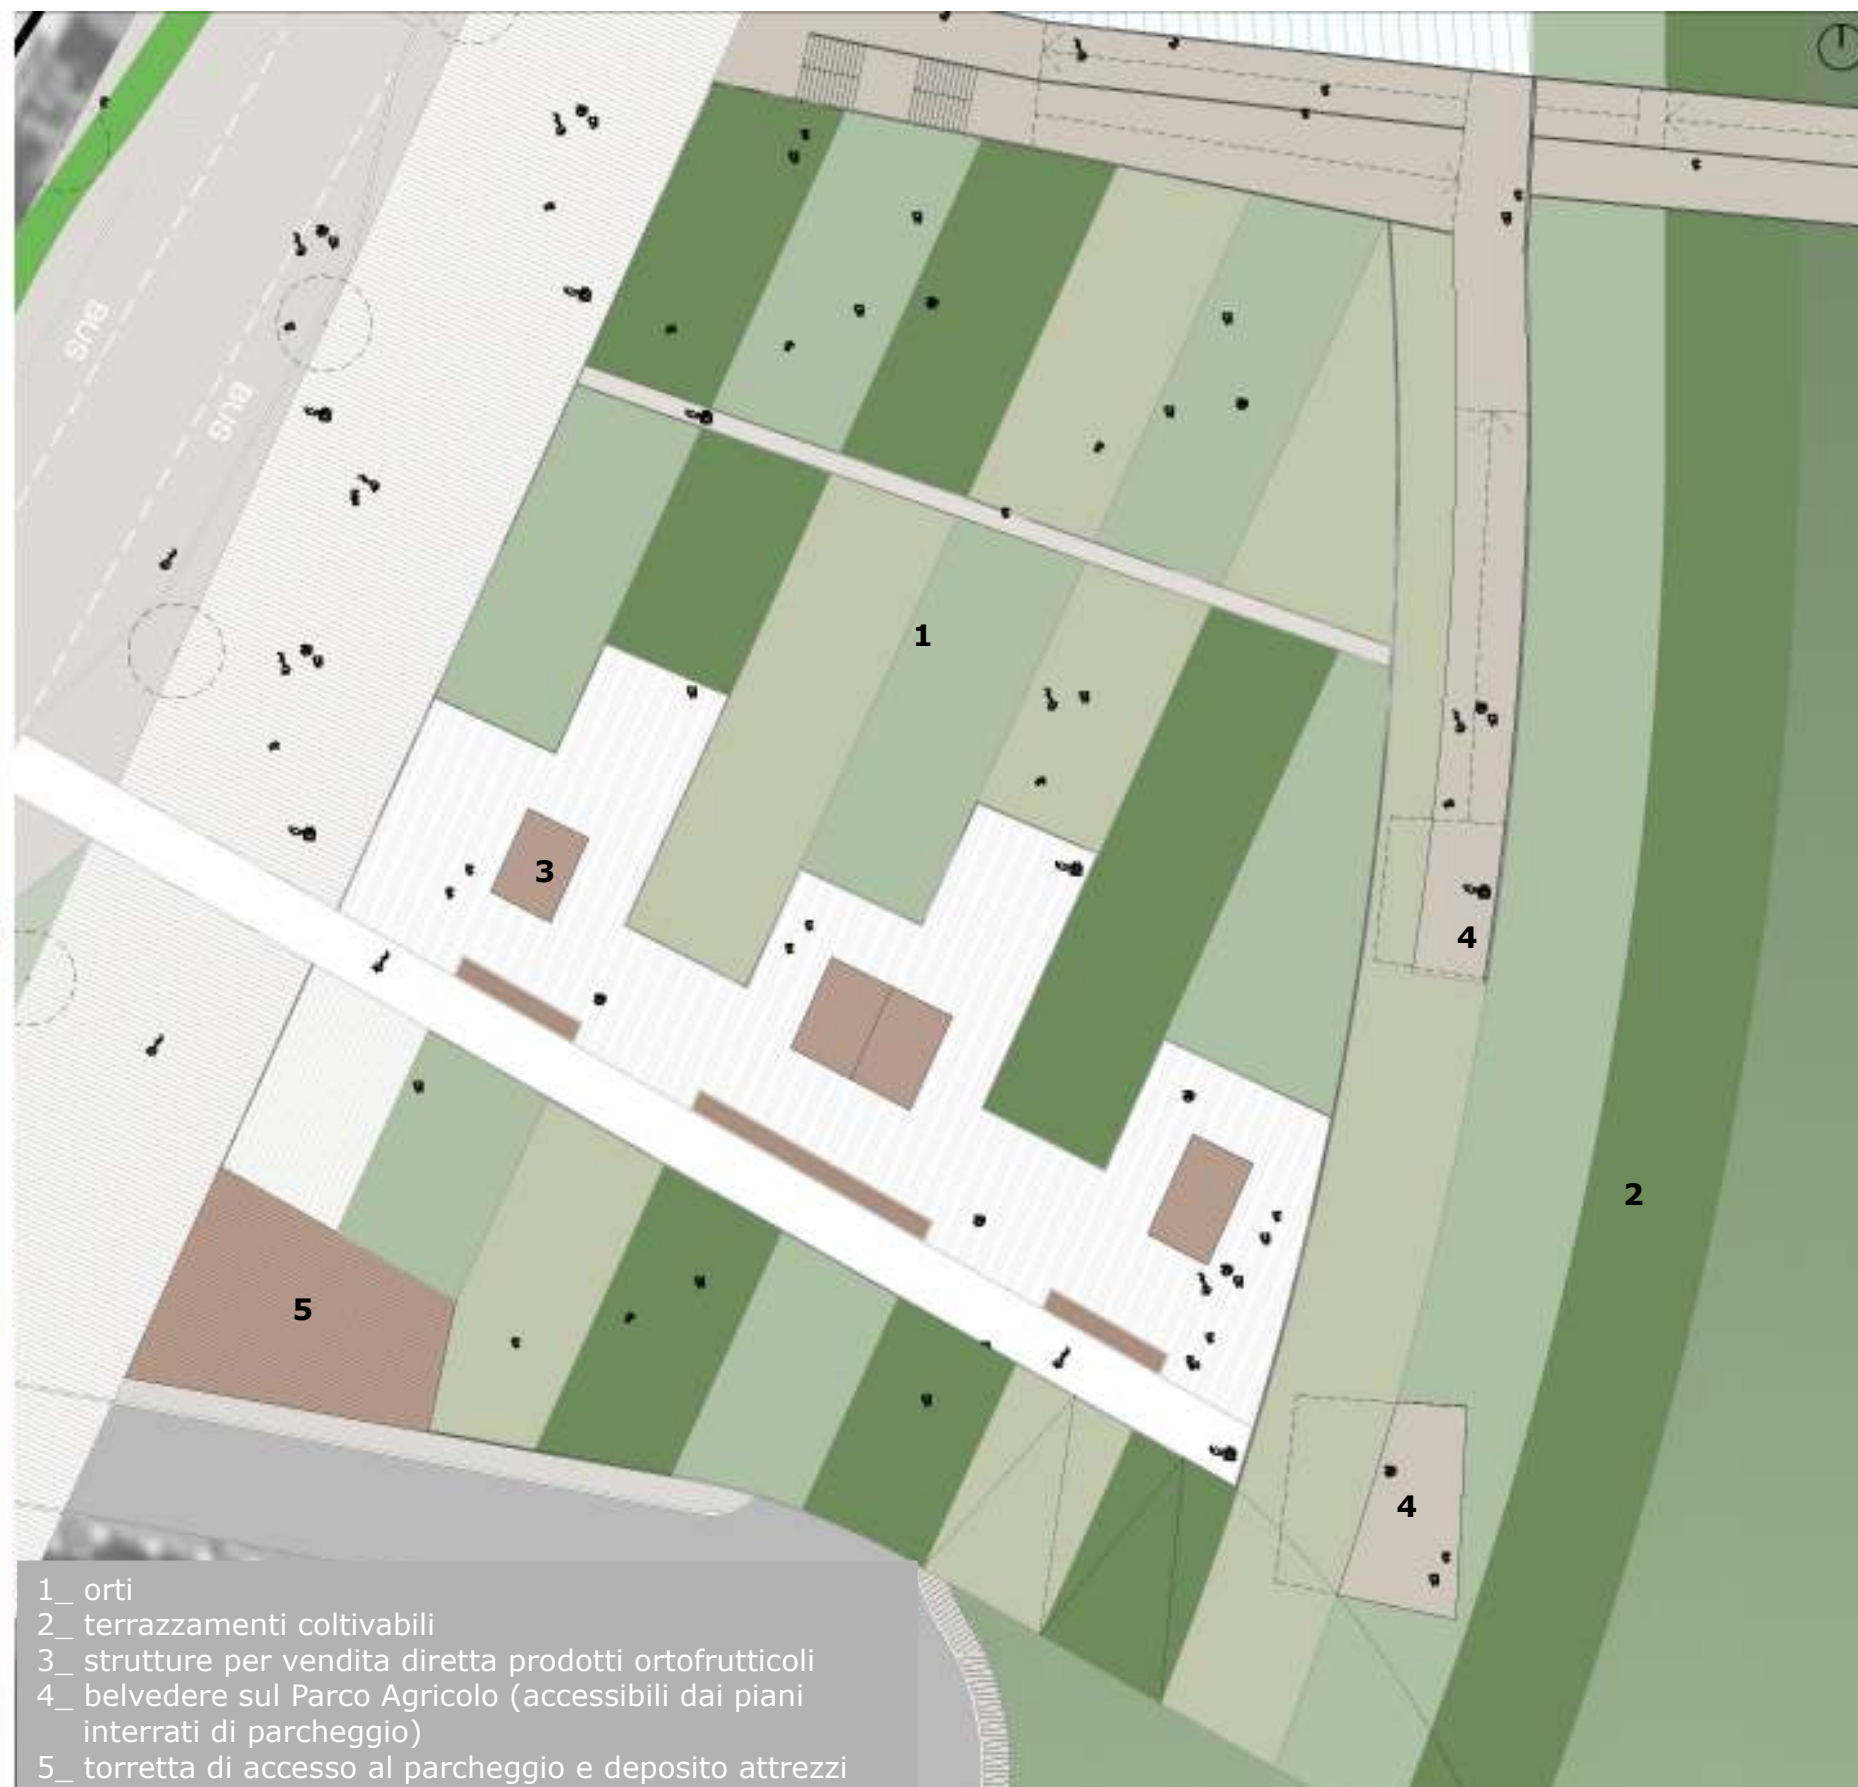 BUS
BUS
1
3
4
2
5
4
1_ orti
2_ terrazzamenti coltivabili
3_ strutture per vendita diretta prodotti ortofrutticoli
4_ belvedere sul Parco Agricolo (accessibili dai piani
interrati di parcheggio)
5_ torretta di accesso al parcheggio e deposito attrezzi